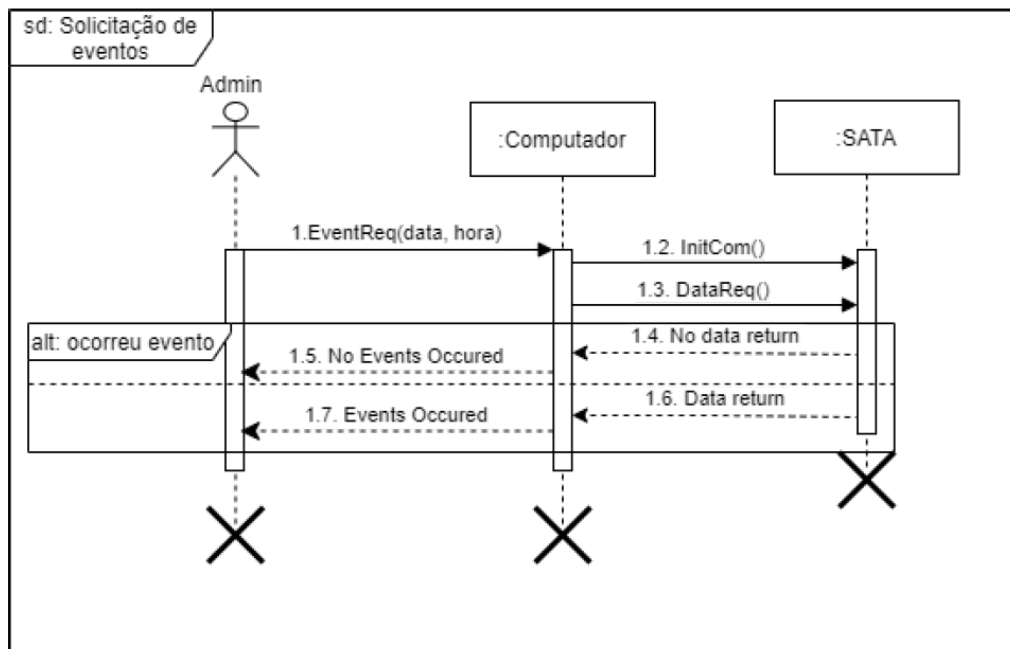 sd: Solicitação de
eventos
Admin
:Computador
:SATA
1.EventReq(data, hora)
1.2. InitCom()
1.3. DataReq()
alt: ocorreu evento
1.4. No data return
1.5. No Events Occured
1.6. Data return
1.7. Events Occured